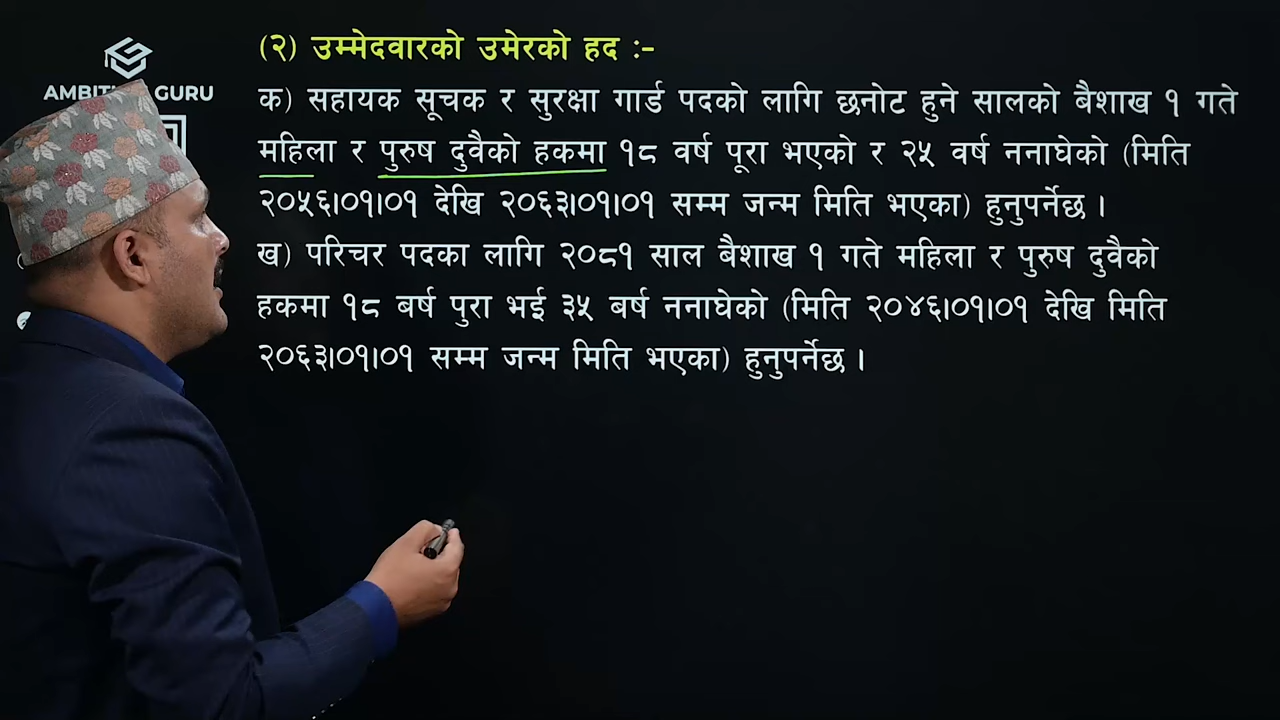 AMBIT GURU
(२) उम्मेदवारको उमेरको हद :-
क) सहायक सूचक र सुरक्षा गार्ड पदको लागि छनोट हुने सालको बैशाख १ गते
महिला र पुरुष दुवैको हकमा १८ वर्ष पूरा भएको र २५ वर्ष ननाघेको (मिति
२०५६।०१।०१ देखि २०६३।०१।०१ सम्म जन्म मिति भएका) हुनुपर्नेछ ।
ख) परिचर पदका लागि २०८१ साल बैशाख १ गते महिला र पुरुष दुवैको
हकमा १८ बर्ष पुरा भई ३५ बर्ष ननाघेको (मिति २०४६।०१।०१ देखि मिति
२०६३।०१।०१ सम्म जन्म मिति भएका) हुनुपर्नेछ ।